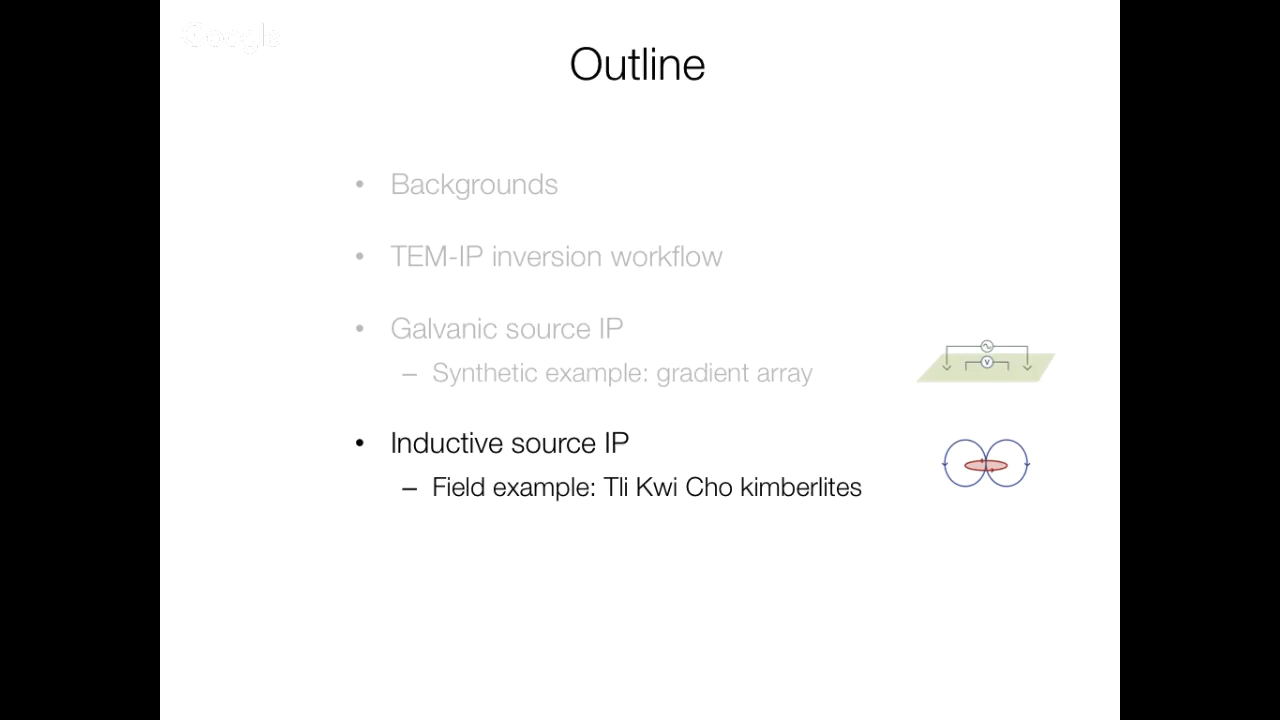 Google
Outline
• Backgrounds
• TEM-IP inversion workflow
• Galvanic source IP
– Synthetic example: gradient array
V
• Inductive source IP
– Field example: Tli Kwi Cho kimberlites